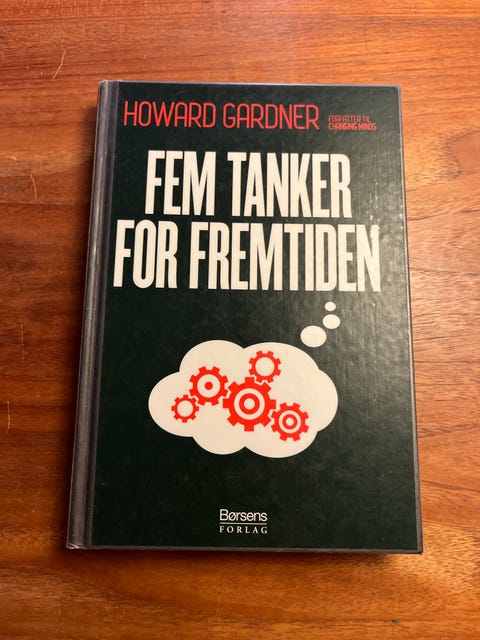 HOWARD GARDNER
FORFATTER TIL
CHANGING MINDS
FEM TANKER
FOR FREMTIDEN
Børsens
FORLAG